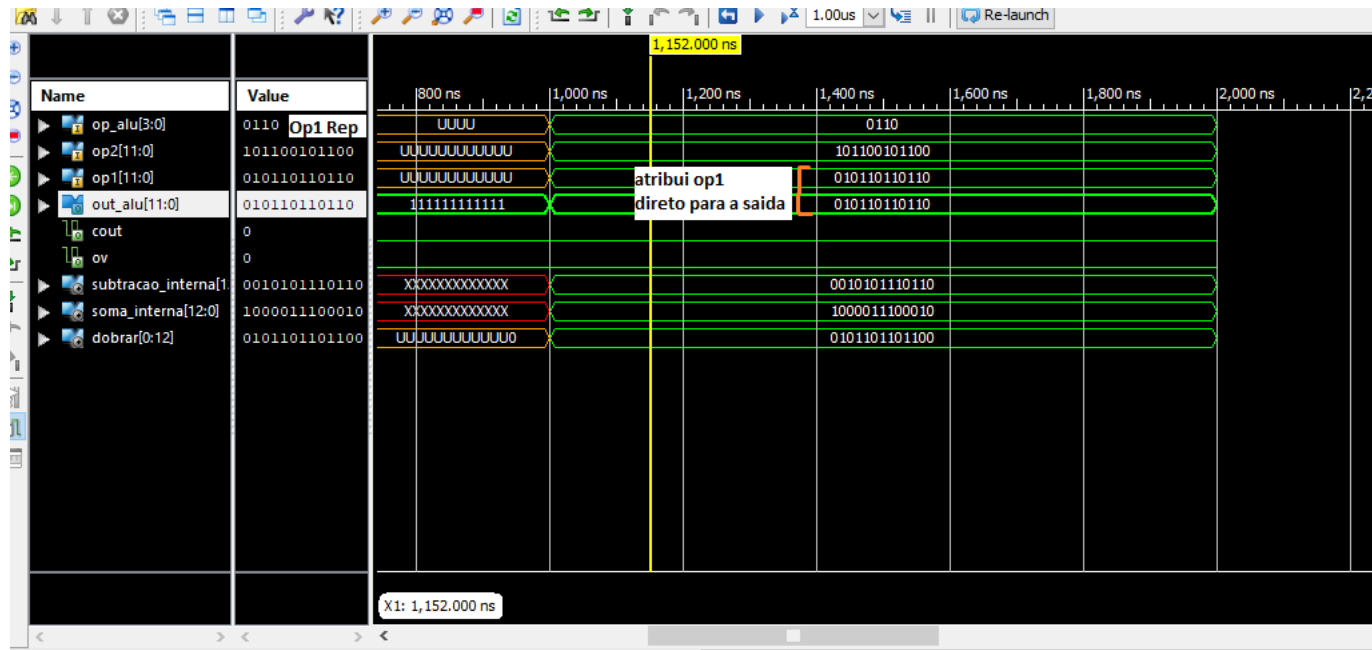 1.00us
Re-launch
1,152.000 ns
Name
Value
800 ns
1,000 ns
1,200 ns
1,400 ns
1,600 ns
1,800 ns
2,000 ns
op_alu[3:0]
0110
Op1 Rep
UUUU
0110
op2[11:0]
101100101100
UUUUUUUUUUUU
101100101100
op1[11:0]
010110110110
UUUUUUUUUUUU
010110110110
atribui op1
direto para a saida
out_alu[11:0]
010110110110
111111111111
010110110110
cout
0
ov
0
subtracao_interna[1
0010101110110
XXXXXXXXXXXXX
0010101110110
soma_interna[12:0]
1000011100010
XXXXXXXXXXXXX
1000011100010
dobrar[0:12]
0101101101100
UUUUUUUUUUUU0
0101101101100
X1: 1,152.000 ns